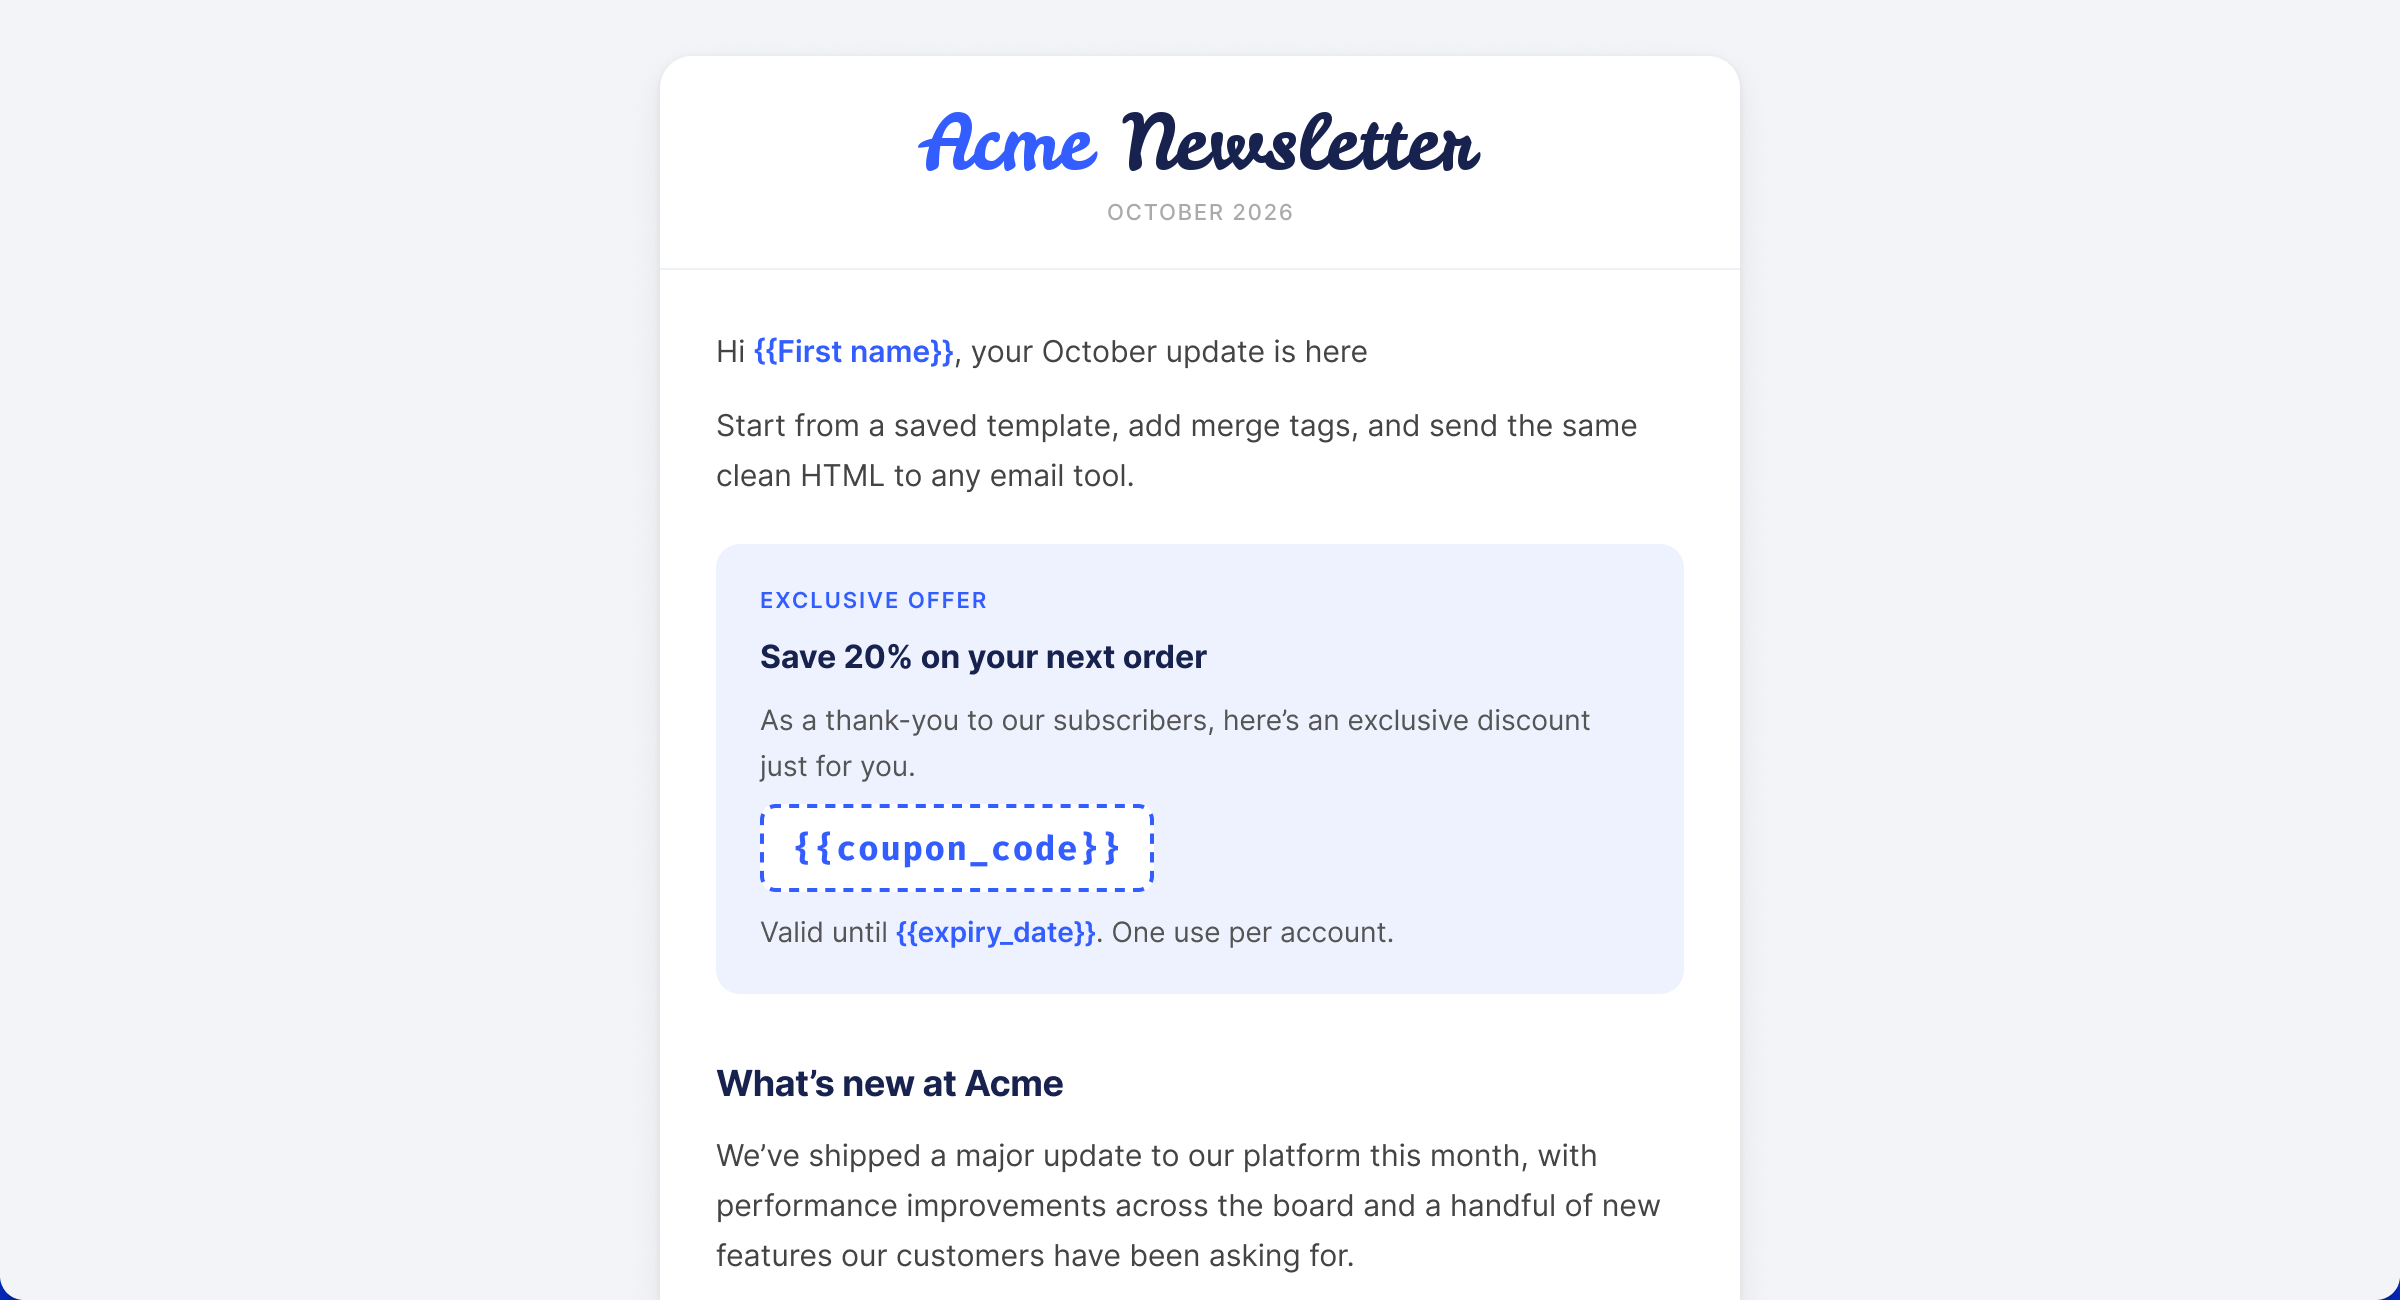 Acme Newsletter
OCTOBER 2026
Hi {{First name}}, your October update is here
Start from a saved template, add merge tags, and send the same
clean HTML to any email tool.
EXCLUSIVE OFFER
Save 20% on your next order
As a thank-you to our subscribers, here’s an exclusive discount
just for you.
{{coupon_code}}
Valid until {{expiry_date}}. One use per account.
What’s new at Acme
We’ve shipped a major update to our platform this month, with
performance improvements across the board and a handful of new
features our customers have been asking for.